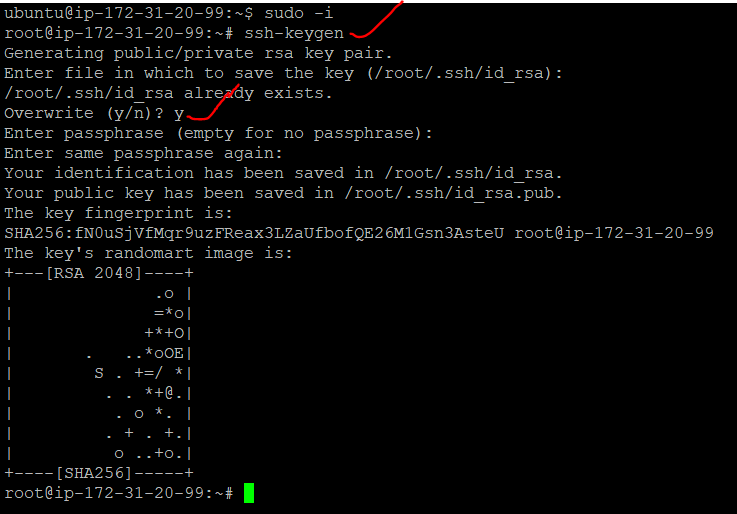 ubuntu@ip-172-31-20-99:~$ sudo -i
root@ip-172-31-20-99:~# ssh-keygen
Generating public/private rsa key pair.
Enter file in which to save the key (/root/.ssh/id_rsa):
/root/.ssh/id_rsa already exists.
Overwrite (y/n)? y
Enter passphrase (empty for no passphrase):
Enter same passphrase again:
Your identification has been saved in /root/.ssh/id_rsa.
Your public key has been saved in /root/.ssh/id_rsa.pub.
The key fingerprint is:
SHA256:fN0uSjVfMqr9uzFReax3LZaUfbofQE26M1Gsn3AsteU root@ip-172-31-20-99
The key's randomart image is:
+---[RSA 2048]----+
|              .o |
|              =*o|
|             +*+O|
|       .   ..*oOE|
|        S . +=/ *|
|         . . *+@.|
|          . o *. |
|         . + . +.|
|          o ..+o.|
+----[SHA256]-----+
root@ip-172-31-20-99:~#